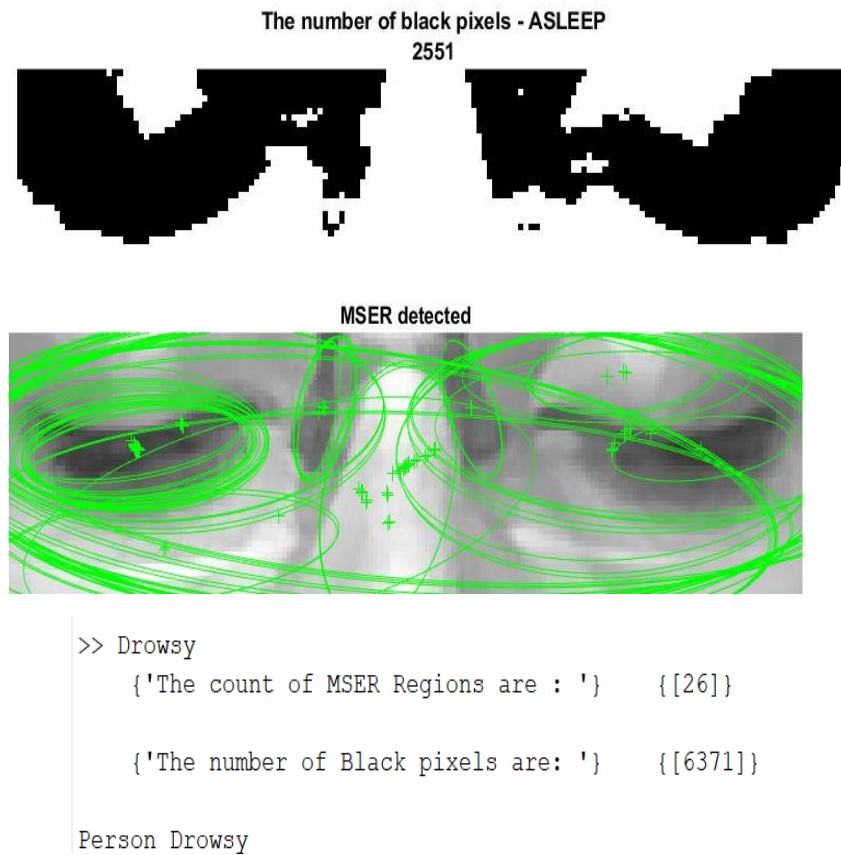 The number of black pixels - ASLEEP
2551
MSER detected
>> Drowsy
{'The count of MSER Regions are : '} {[26]}
{'The number of Black pixels are: '} {[6371]}
Person Drowsy